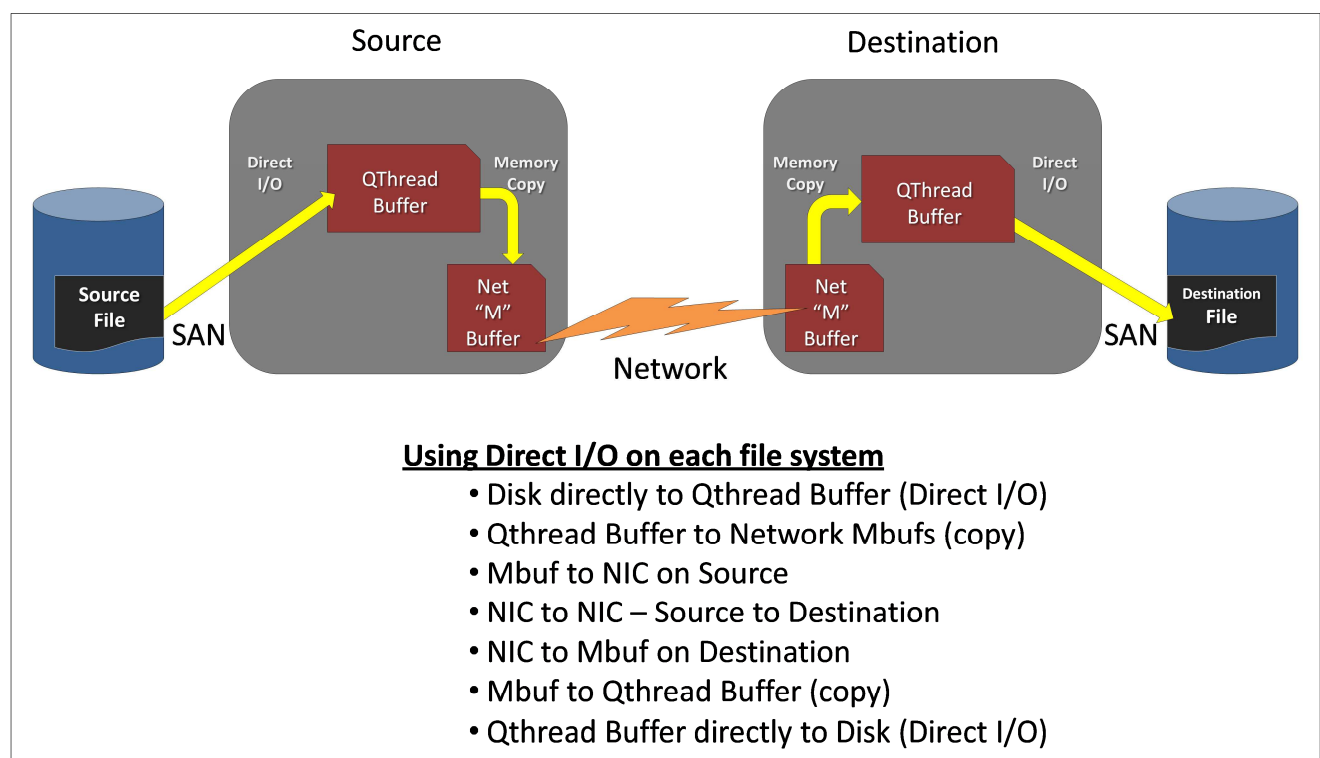 Source
Destination
Direct
I/O
QThread
Buffer
Memory
Copy
Memory
Copy
QThread
Buffer
Direct
I/O
Source
File
SAN
Net
“M”
Buffer
Network
Net
“M”
Buffer
SAN
Destination
File
Using Direct I/O on each file system
• Disk directly to Qthread Buffer (Direct I/O)
• Qthread Buffer to Network Mbufs (copy)
• Mbuf to NIC on Source
• NIC to NIC – Source to Destination
• NIC to Mbuf on Destination
• Mbuf to Qthread Buffer (copy)
• Qthread Buffer directly to Disk (Direct I/O)